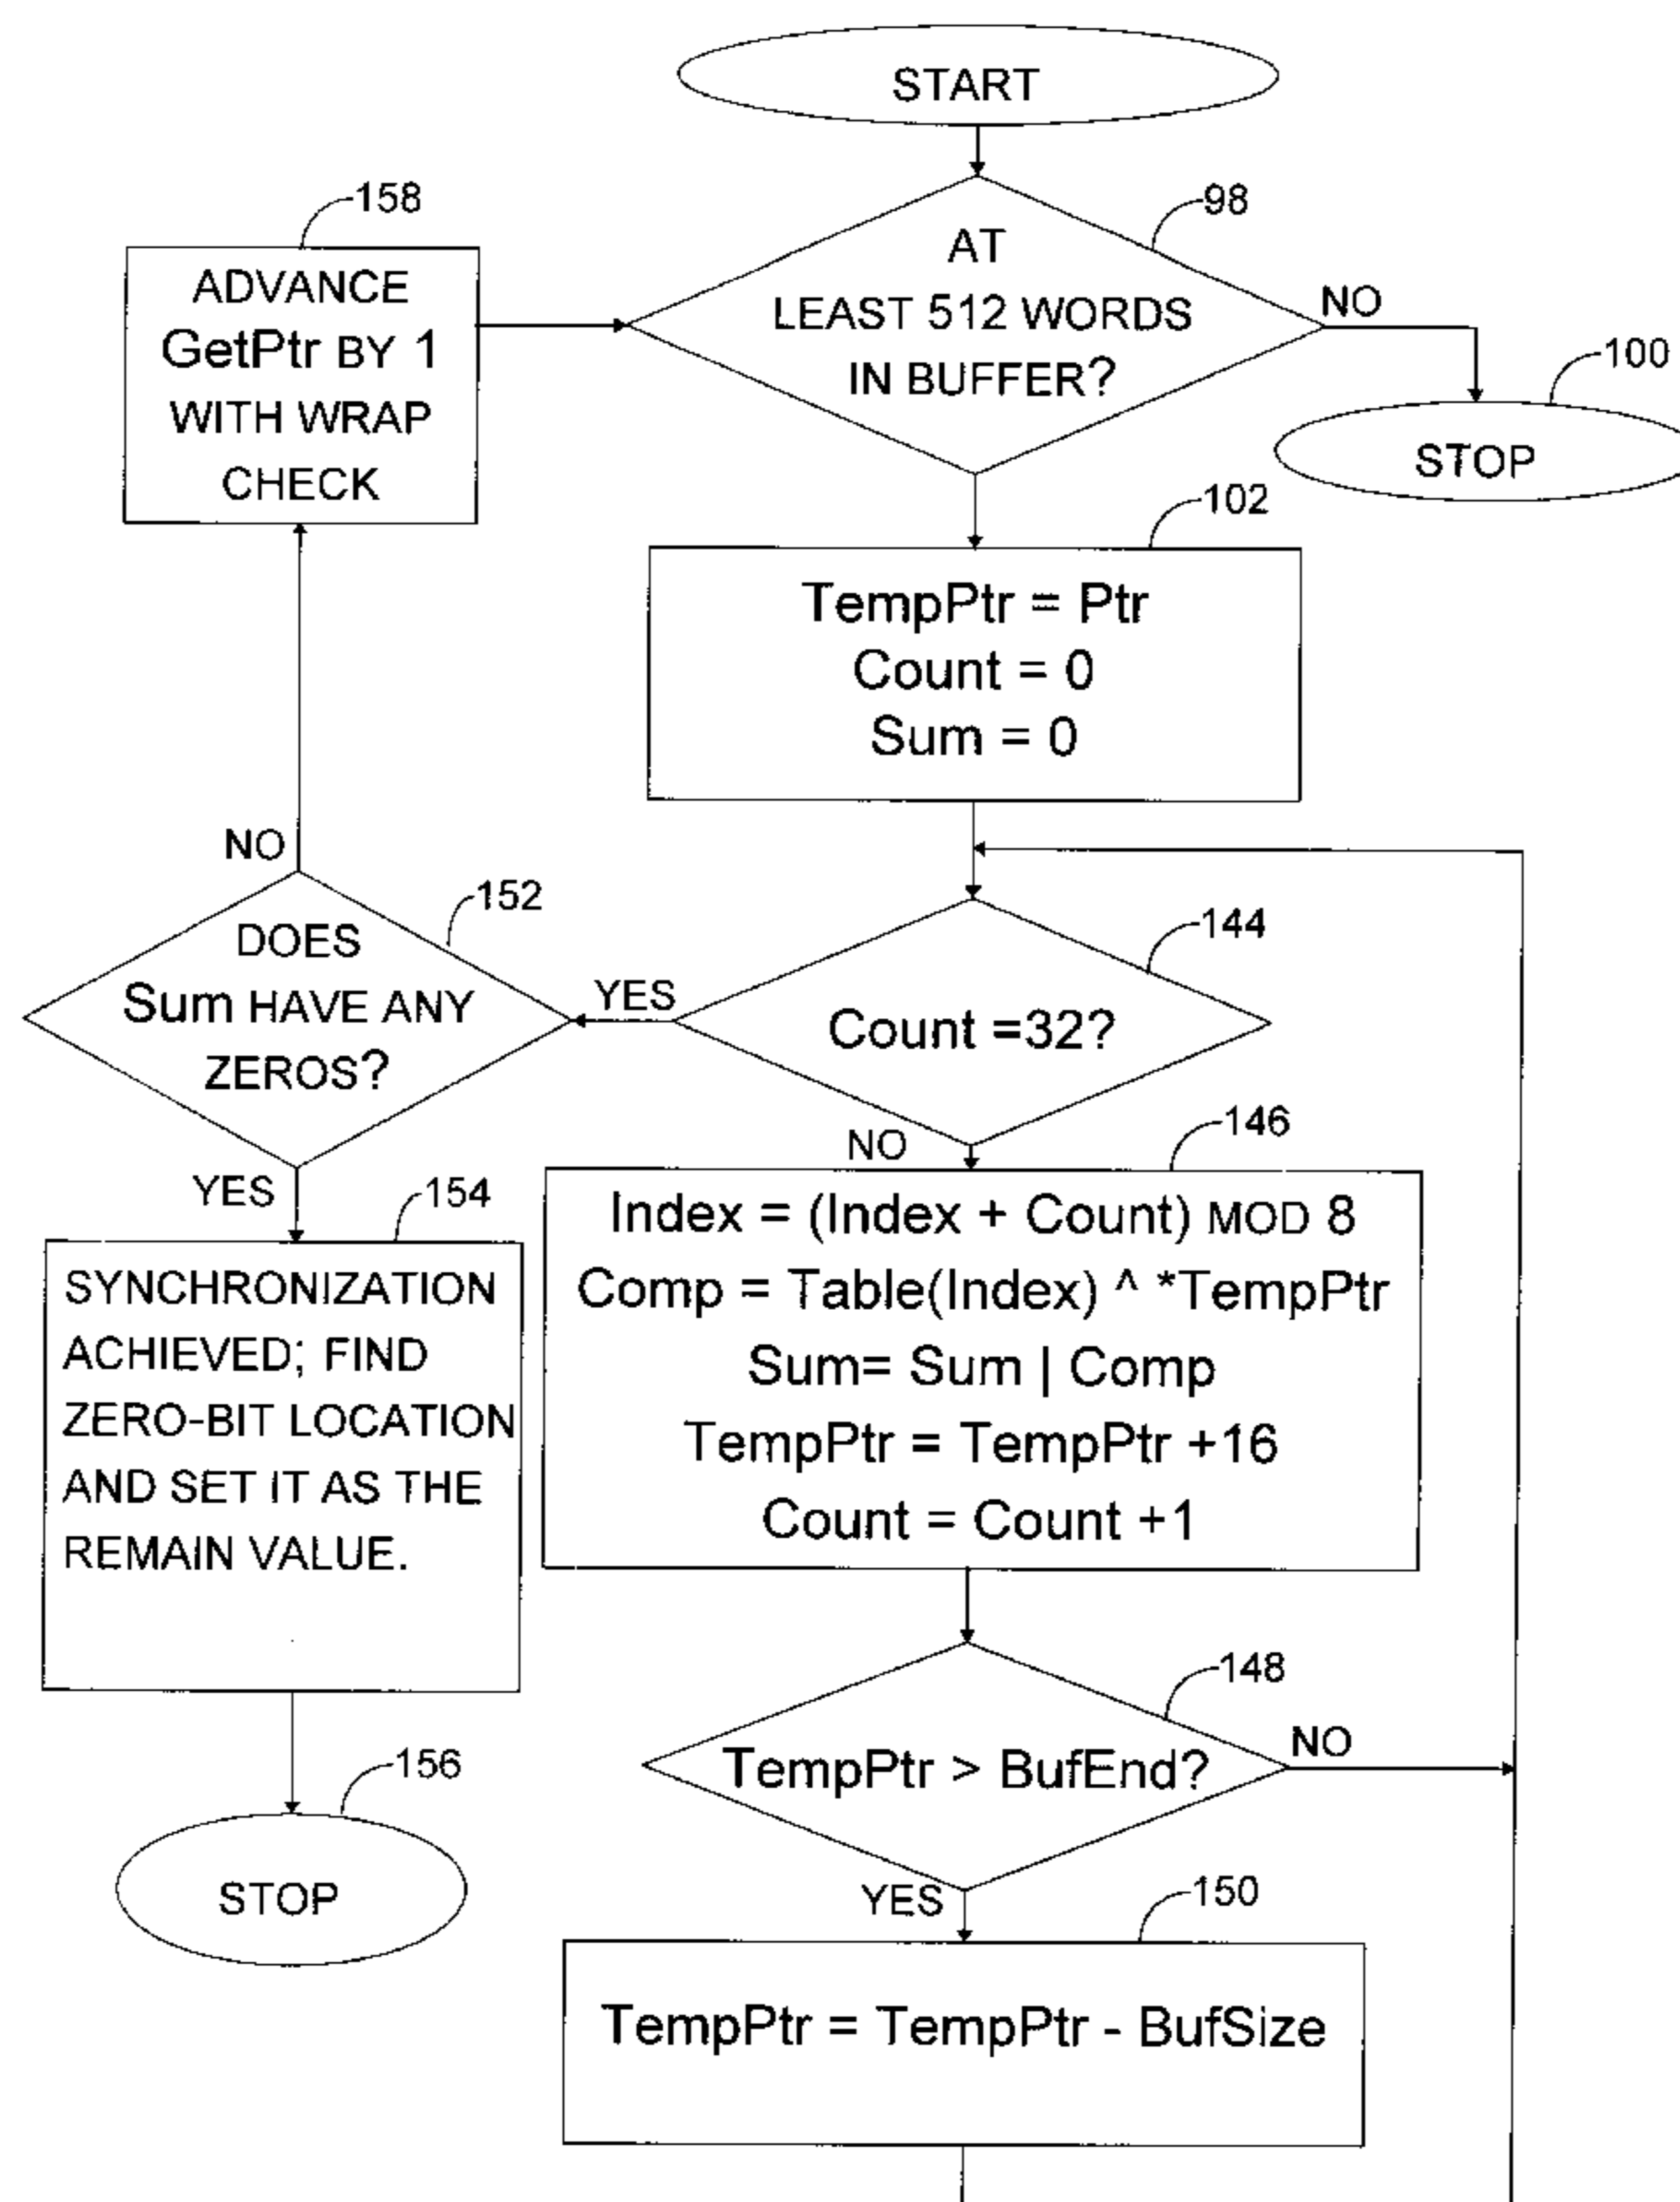 START
158
98
ADVANCE
GetPtr BY 1
WITH WRAP
CHECK
AT
LEAST 512 WORDS
IN BUFFER?
NO
100
STOP
102
TempPtr = Ptr
Count = 0
Sum = 0
NO
152
DOES
Sum HAVE ANY
ZEROS?
YES
144
Count =32?
NO
146
YES
154
Index = (Index + Count) MOD 8
Comp = Table(Index) ^ *TempPtr
Sum= Sum | Comp
TempPtr = TempPtr +16
Count = Count +1
SYNCHRONIZATION
ACHIEVED; FIND
ZERO-BIT LOCATION
AND SET IT AS THE
REMAIN VALUE.
148
TempPtr > BufEnd?
NO
156
STOP
YES
150
TempPtr = TempPtr - BufSize